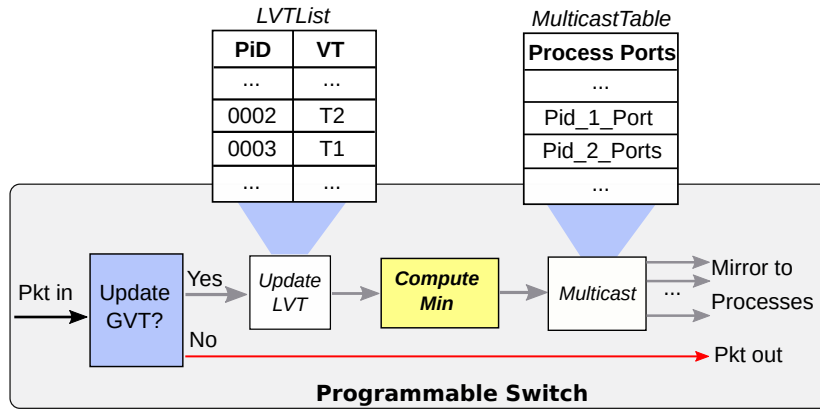 LVTList
PiD VT
... ...
0002 T2
0003 T1
... ...
MulticastTable
Process Ports
...
Pid_1_Port
Pid_2_Ports
...
Pkt in
Update
GVT?
Yes
No
Update
LVT
Compute
Min
Multicast
Mirror to
...
Processes
Pkt out
Programmable Switch